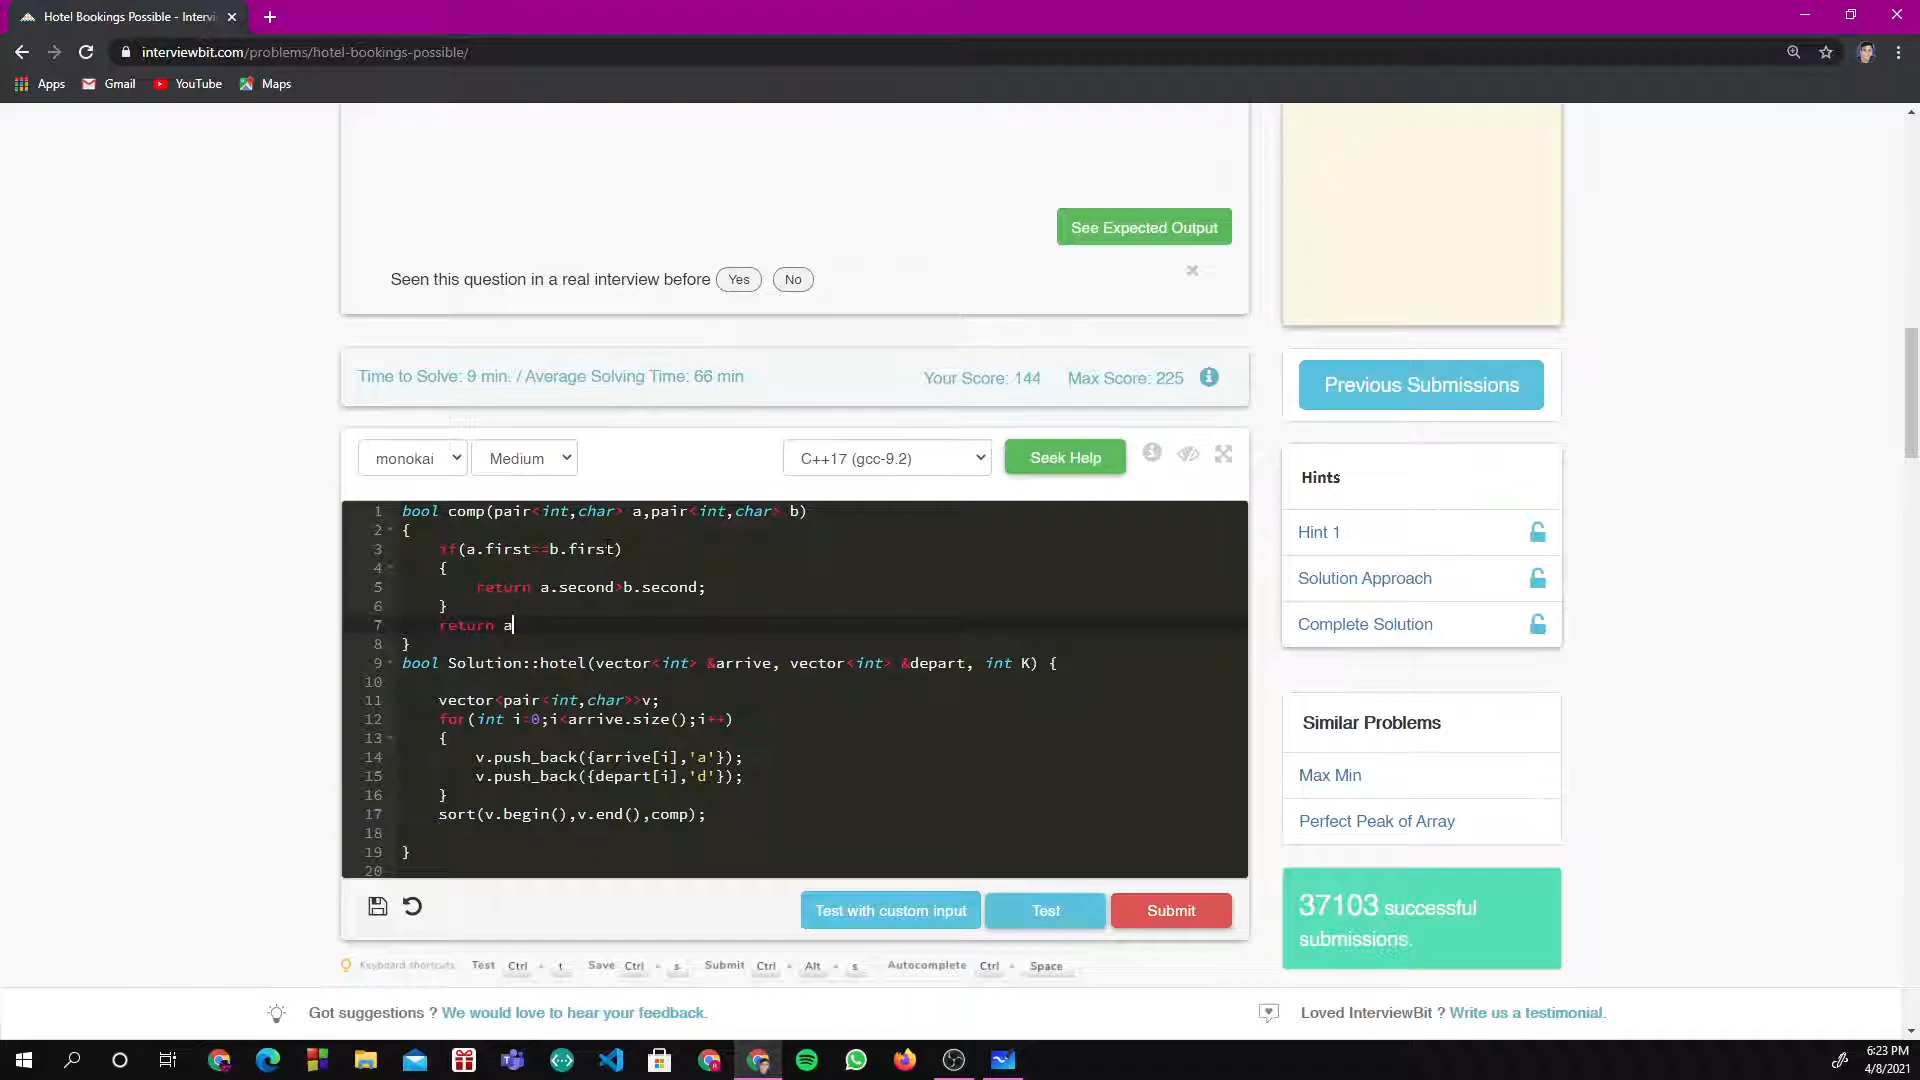 Hotel Bookings Possible - Intervi
interviewbit.com/problems/hotel-bookings-possible/
Apps Gmail YouTube Maps
See Expected Output
Seen this question in a real interview before Yes No
Time to Solve: 9 min. / Average Solving Time: 66 min Your Score: 144 Max Score: 225
Previous Submissions
monokai Medium C++17 (gcc-9.2) Seek Help
Hints
Hint 1
Solution Approach
Complete Solution
1 bool comp(pair<int,char> a,pair<int,char> b)
2 {
3 if(a.first==b.first)
4 {
5 return a.second>b.second;
6 }
7 return a
8 }
9 bool Solution::hotel(vector<int> &arrive, vector<int> &depart, int K) {
10
11 vector<pair<int,char>>v;
12 for(int i=0;i<arrive.size();i++)
13 {
14 v.push_back({arrive[i],'a'});
15 v.push_back({depart[i],'d'});
16 }
17 sort(v.begin(),v.end(),comp);
18
19 }
20
Similar Problems
Max Min
Perfect Peak of Array
37103 successful
submissions.
Test with custom input Test Submit
Keyboard shortcuts: Test Ctrl + t Save Ctrl + s Submit Ctrl + Alt + s Autocomplete Ctrl + Space
Got suggestions ? We would love to hear your feedback.
Loved InterviewBit ? Write us a testimonial.
6:23 PM
4/8/2021